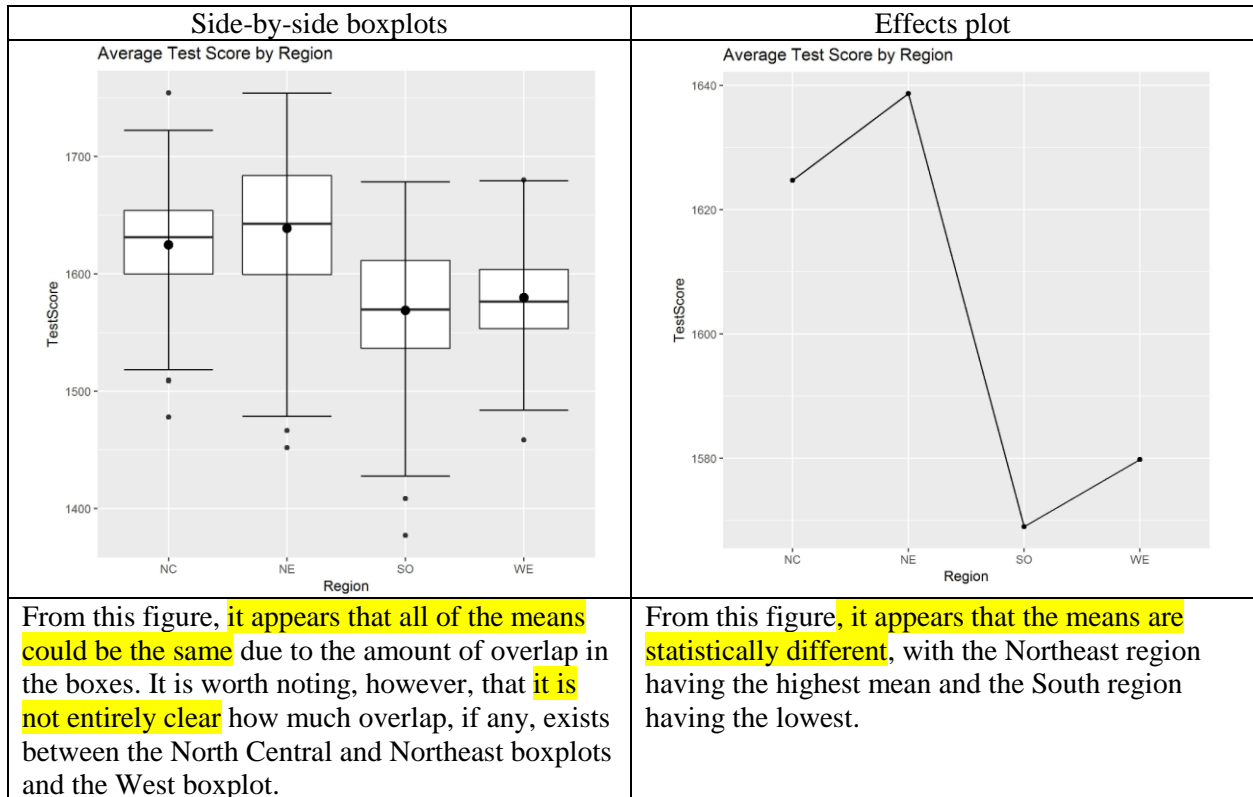 Side-by-side boxplots
Effects plot
Average Test Score by Region
1700
1600
1500
1400
TestScore
NC
NE
SO
WE
Region
Average Test Score by Region
1640
1620
1600
1580
TestScore
NC
NE
SO
WE
Region
From this figure, it appears that all of the means
could be the same due to the amount of overlap in
the boxes. It is worth noting, however, that it is
not entirely clear how much overlap, if any, exists
between the North Central and Northeast boxplots
and the West boxplot.
From this figure, it appears that the means are
statistically different, with the Northeast region
having the highest mean and the South region
having the lowest.